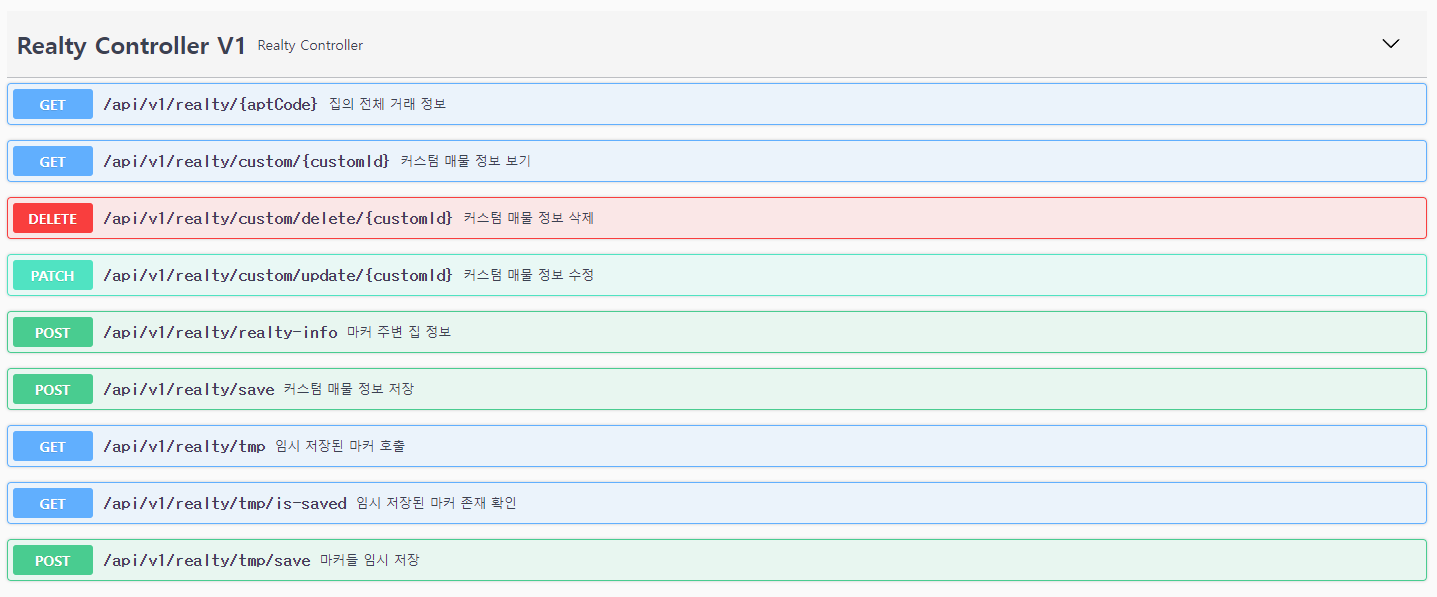 Realty Controller V1 Realty Controller
GET /api/v1/realty/{aptCode} 집의 전체 거래 정보
GET /api/v1/realty/custom/{customId} 커스텀 매물 정보 보기
DELETE /api/v1/realty/custom/delete/{customId} 커스텀 매물 정보 삭제
PATCH /api/v1/realty/custom/update/{customId} 커스텀 매물 정보 수정
POST /api/v1/realty/realty-info 마커 주변 집 정보
POST /api/v1/realty/save 커스텀 매물 정보 저장
GET /api/v1/realty/tmp 임시 저장된 마커 호출
GET /api/v1/realty/tmp/is-saved 임시 저장된 마커 존재 확인
POST /api/v1/realty/tmp/save 마커들 임시 저장